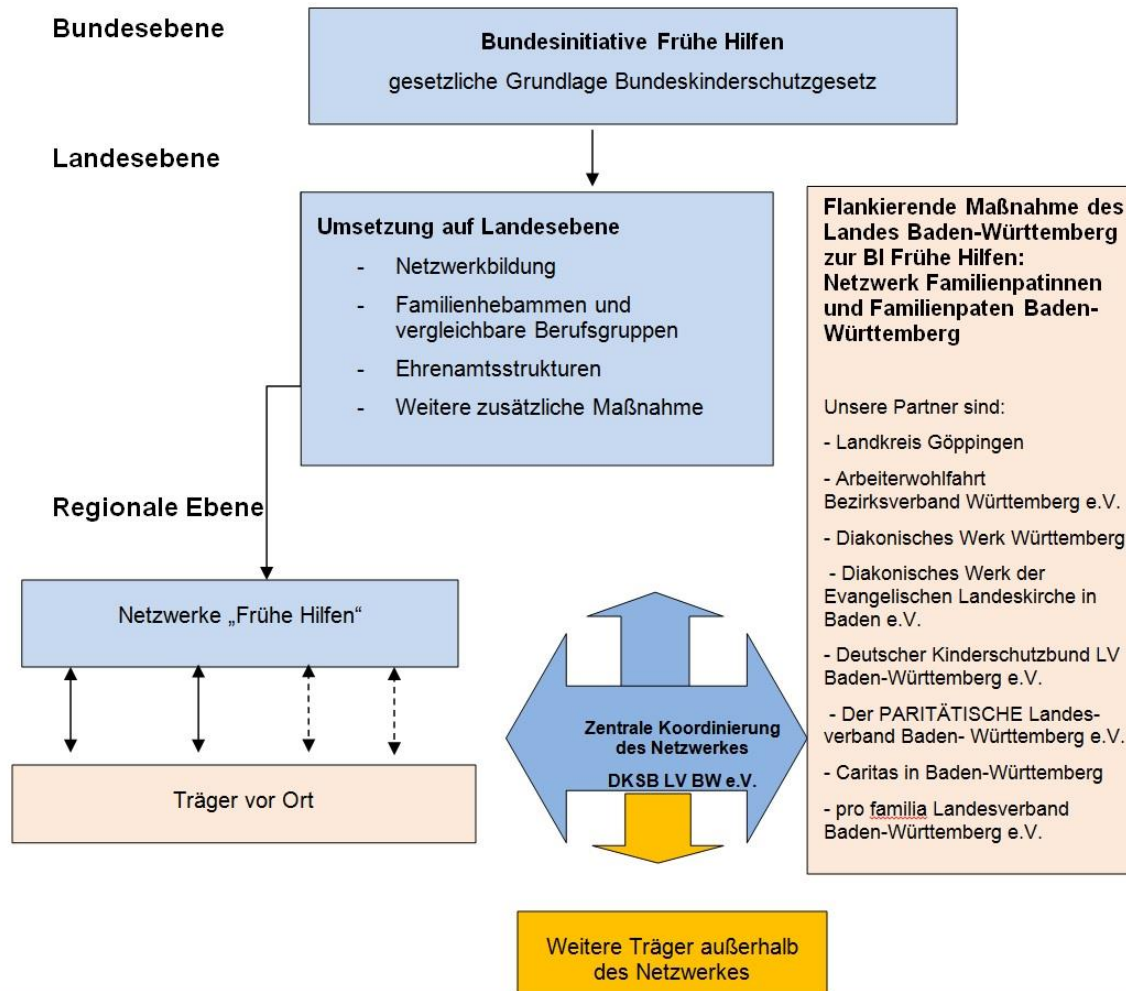 Bundesebene
Bundesinitiative Frühe Hilfen
gesetzliche Grundlage Bundeskinderschutzgesetz
Landesebene
Umsetzung auf Landesebene
- Netzwerkbildung
- Familienhebammen und
vergleichbare Berufsgruppen
- Ehrenamtsstrukturen
- Weitere zusätzliche Maßnahme
Flankierende Maßnahme des
Landes Baden-Württemberg
zur BI Frühe Hilfen:
Netzwerk Familienpatinnen
und Familienpaten Baden-
Württemberg
Unsere Partner sind:
- Landkreis Göppingen
- Arbeiterwohlfahrt
Bezirksverband Württemberg e.V.
- Diakonisches Werk Württemberg
- Diakonisches Werk der
Evangelischen Landeskirche in
Baden e.V.
- Deutscher Kinderschutzbund LV
Baden-Württemberg e.V.
- Der PARITÄTISCHE Landes-
verband Baden- Württemberg e.V.
- Caritas in Baden-Württemberg
- pro familia Landesverband
Baden-Württemberg e.V.
Regionale Ebene
Netzwerke „Frühe Hilfen“
Träger vor Ort
Zentrale Koordinierung
des Netzwerkes
DKSB LV BW e.V.
Weitere Träger außerhalb
des Netzwerkes